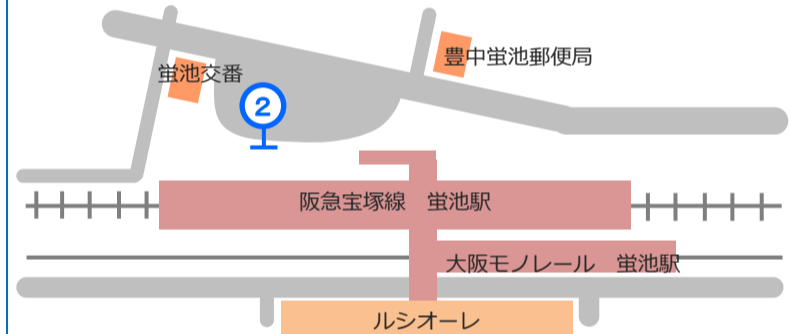 豊中蛍池郵便局
蛍池交番
2
阪急宝塚線　蛍池駅
大阪モノレール　蛍池駅
ルシオーレ